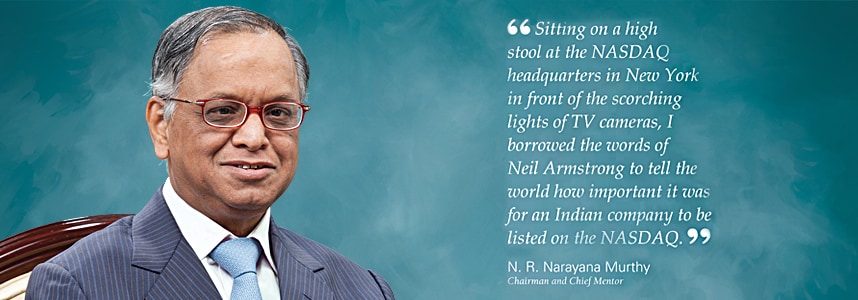 “ Sitting on a high
stool at the NASDAQ
headquarters in New York
in front of the scorching
lights of TV cameras, I
borrowed the words of
Neil Armstrong to tell the
world how important it was
for an Indian company to be
listed on the NASDAQ. ”
N. R. Narayana Murthy
Chairman and Chief Mentor